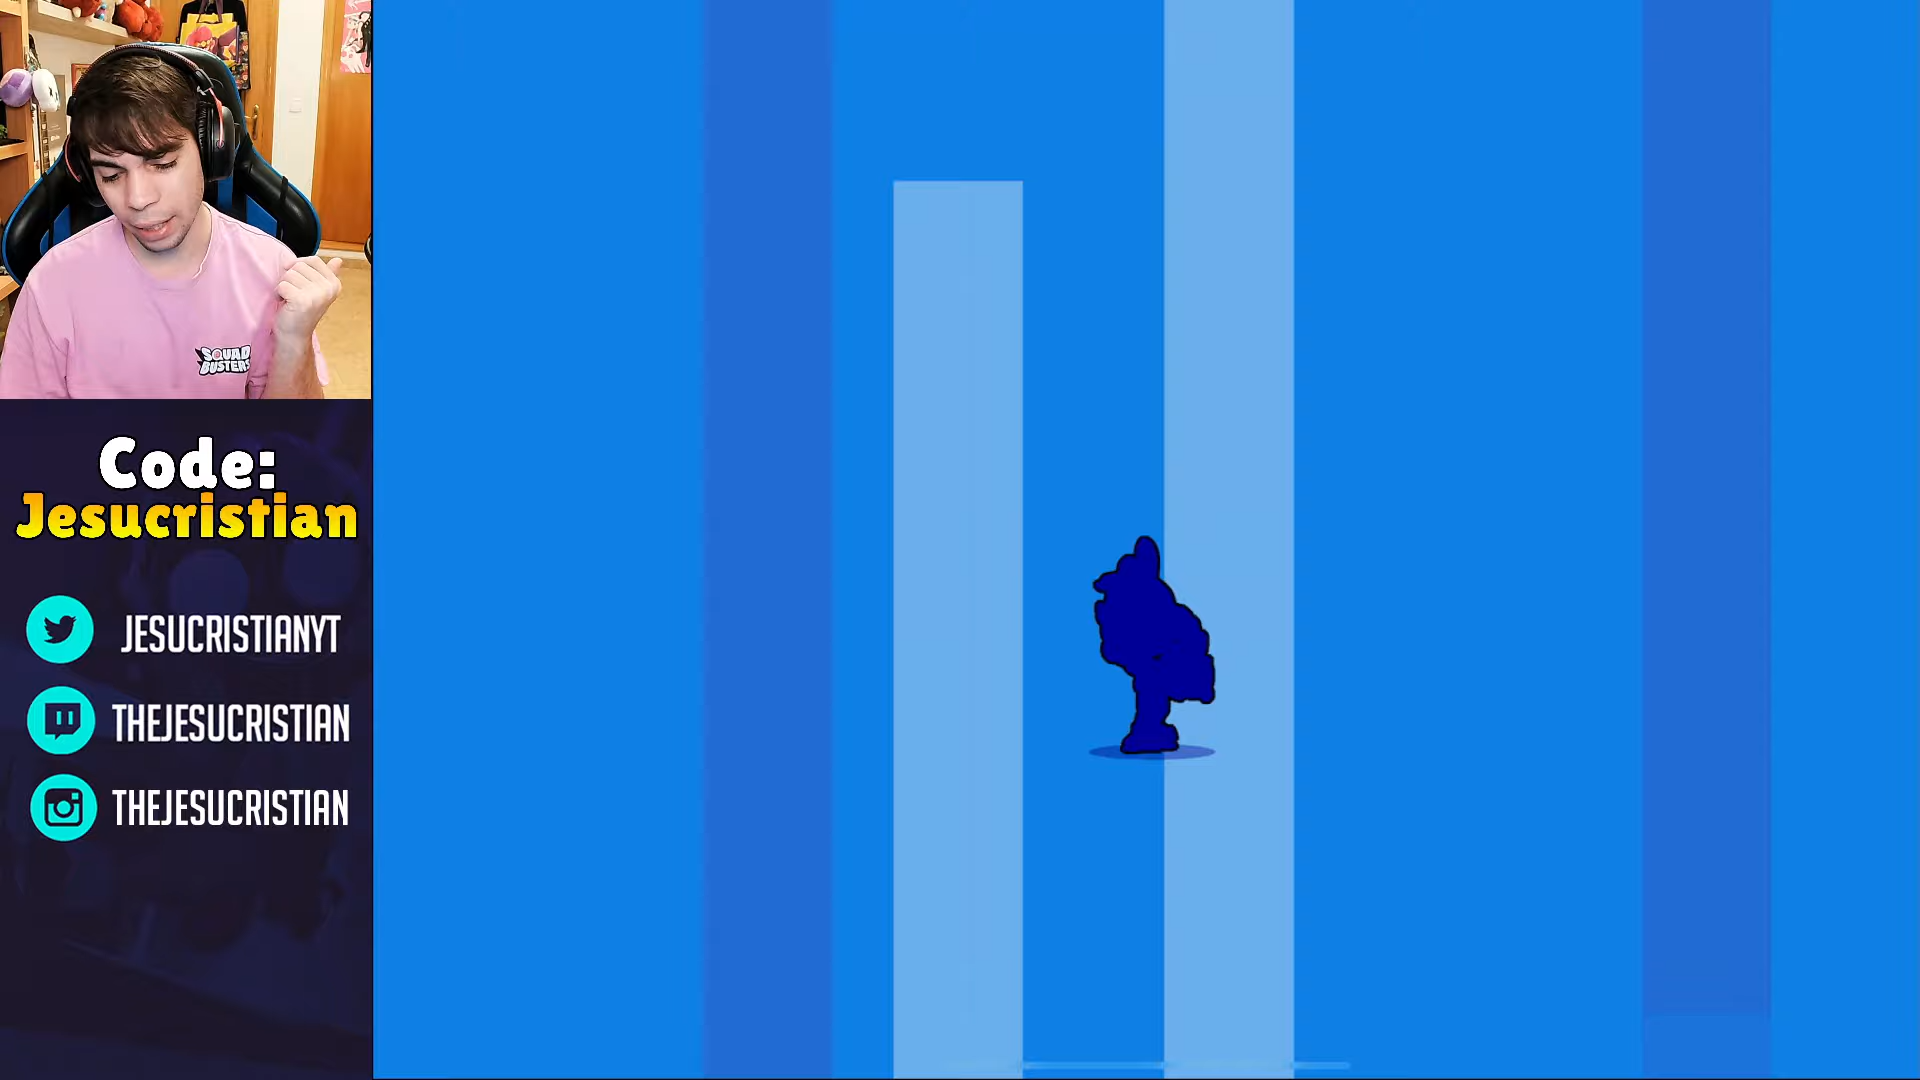 SQUAD
BUSTERS
Code:
Jesucristian
JESUCRISTIANYT
THEJESUCRISTIAN
THEJESUCRISTIAN